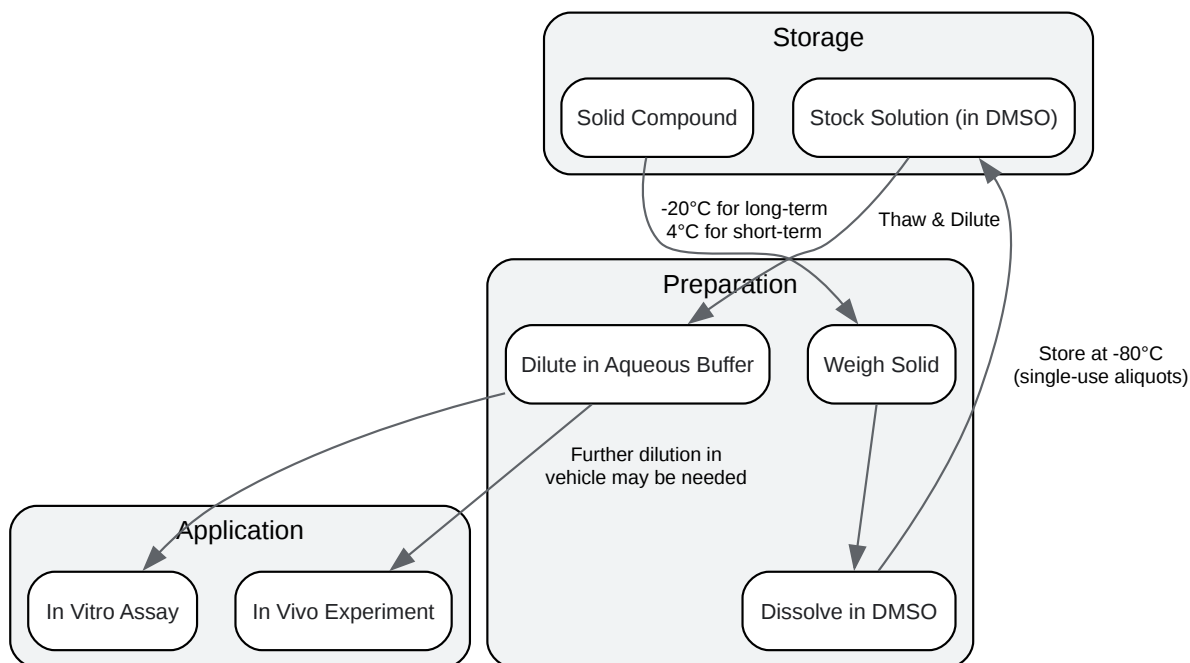 Storage
Solid Compound
Stock Solution (in DMSO)
-20°C for long-term
4°C for short-term
Thaw & Dilute
Preparation
Dilute in Aqueous Buffer
Weigh Solid
Store at -80°C
(single-use aliquots)
Further dilution in
vehicle may be needed
Application
In Vitro Assay
In Vivo Experiment
Dissolve in DMSO